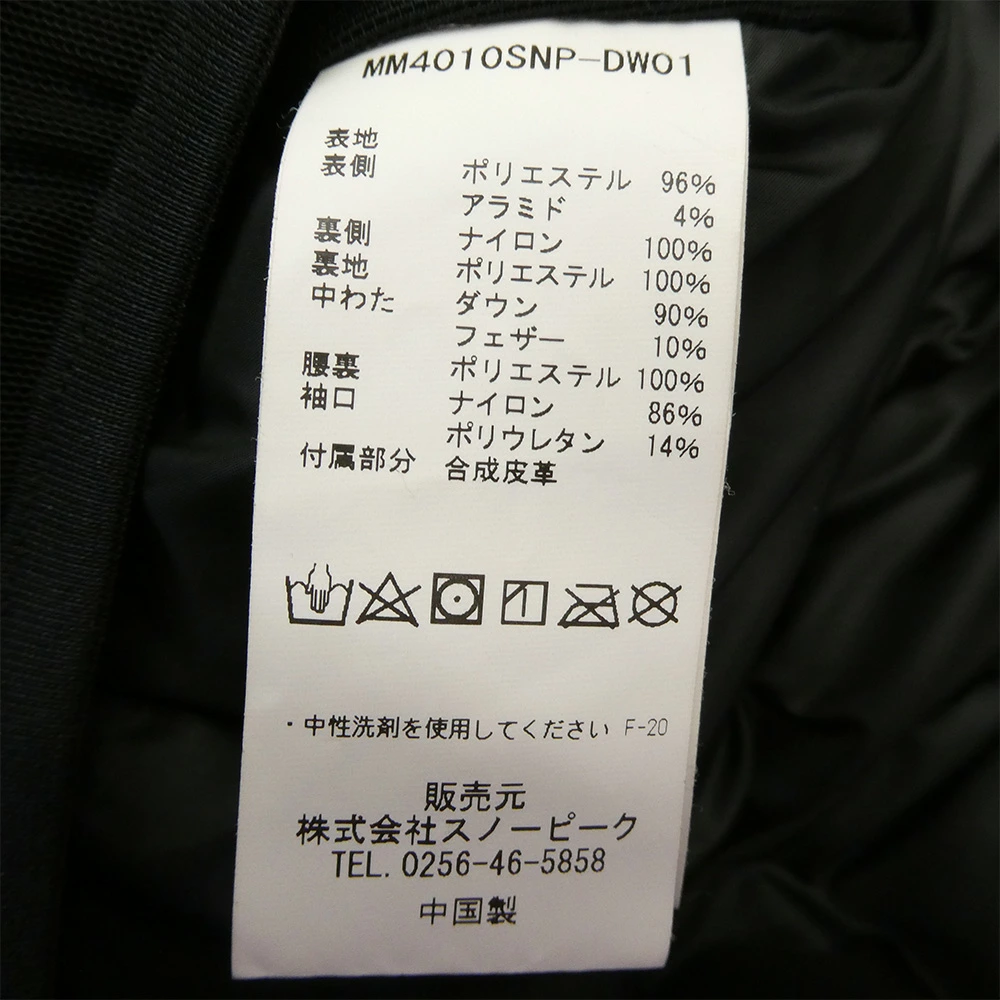 MM4010SNP-DW01
表地
表側 ポリエステル 96%
アラミド 4%
裏側 ナイロン 100%
裏地 ポリエステル 100%
中わた ダウン 90%
フェザー 10%
腰裏 ポリエステル 100%
袖口 ナイロン 86%
ポリウレタン 14%
付属部分 合成皮革
・中性洗剤を使用してください F-20
販売元
株式会社スノーピーク
TEL. 0256-46-5858
中国製